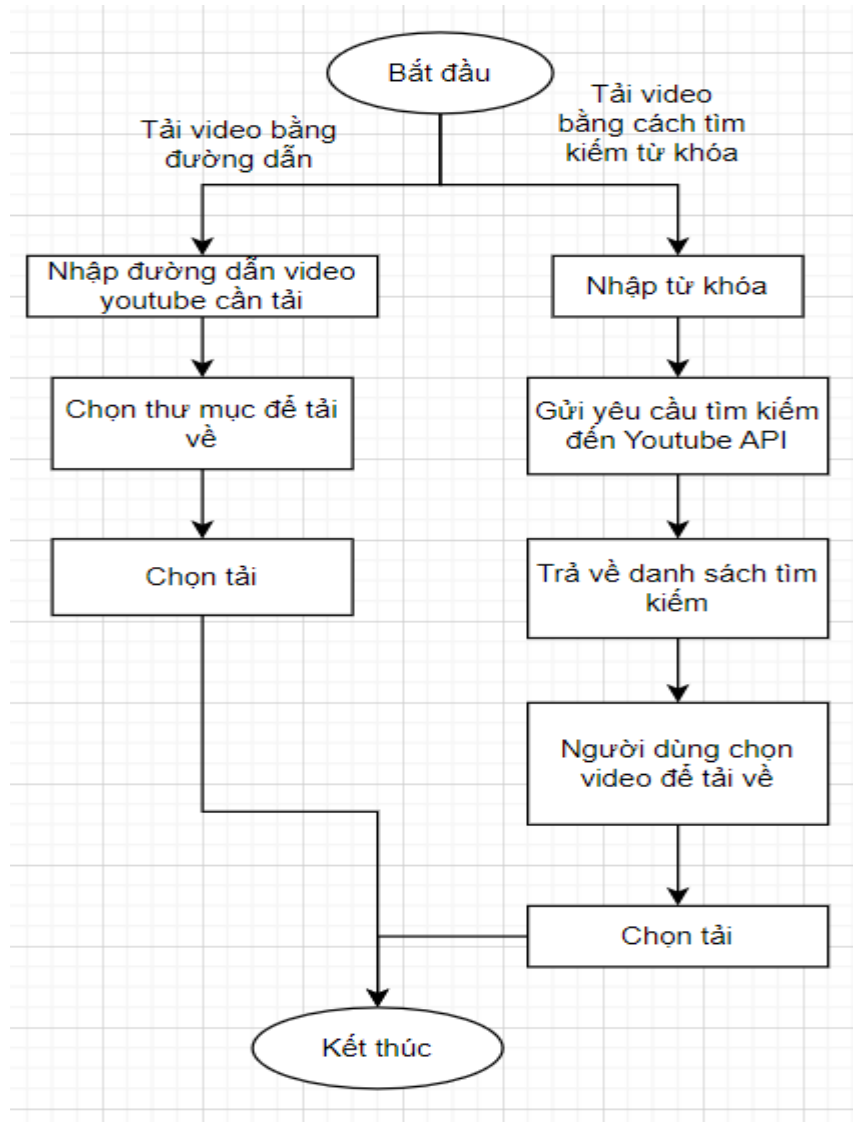 Bắt đầu
Tải video bằng
đường dẫn
Tải video
bằng cách tìm
kiếm từ khóa
Nhập đường dẫn video
youtube cần tải
Chọn thư mục để tải
về
Chọn tải
Nhập từ khóa
Gửi yêu cầu tìm kiếm
đến Youtube API
Trả về danh sách tìm
kiếm
Người dùng chọn
video để tải về
Chọn tải
Kết thúc